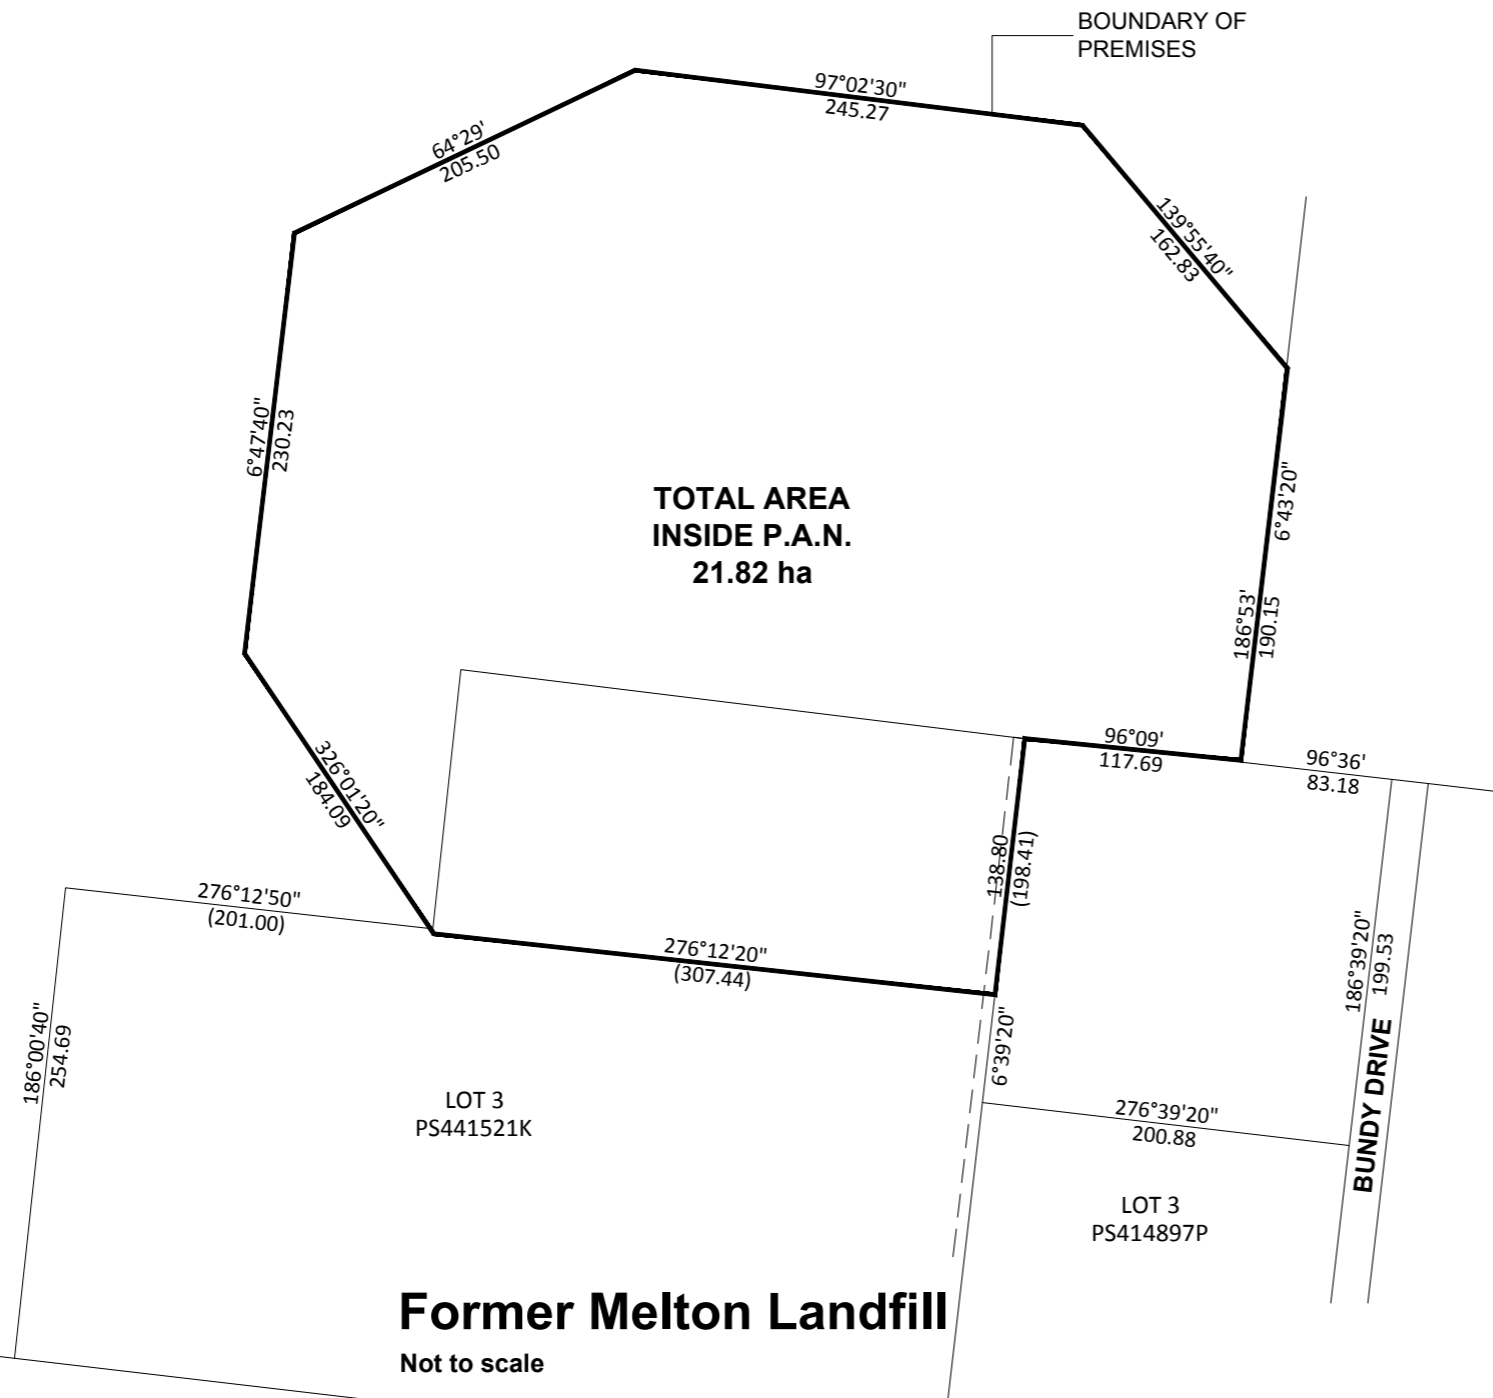 BOUNDARY OF
PREMISES
97°02'30"
245.27
64°29'
205.50
139°55'40"
162.83
6°47'40"
230.23
6°43'20"
186°53'
190.15
TOTAL AREA
INSIDE P.A.N.
21.82 ha
96°09'
117.69
96°36'
83.18
326°01'20"
184.09
138.80
(198.41)
276°12'50"
(201.00)
276°12'20"
(307.44)
186°39'20"
199.53
186°00'40"
254.69
6°39'20"
BUNDY DRIVE
LOT 3
PS441521K
276°39'20"
200.88
LOT 3
PS414897P
Former Melton Landfill
Not to scale